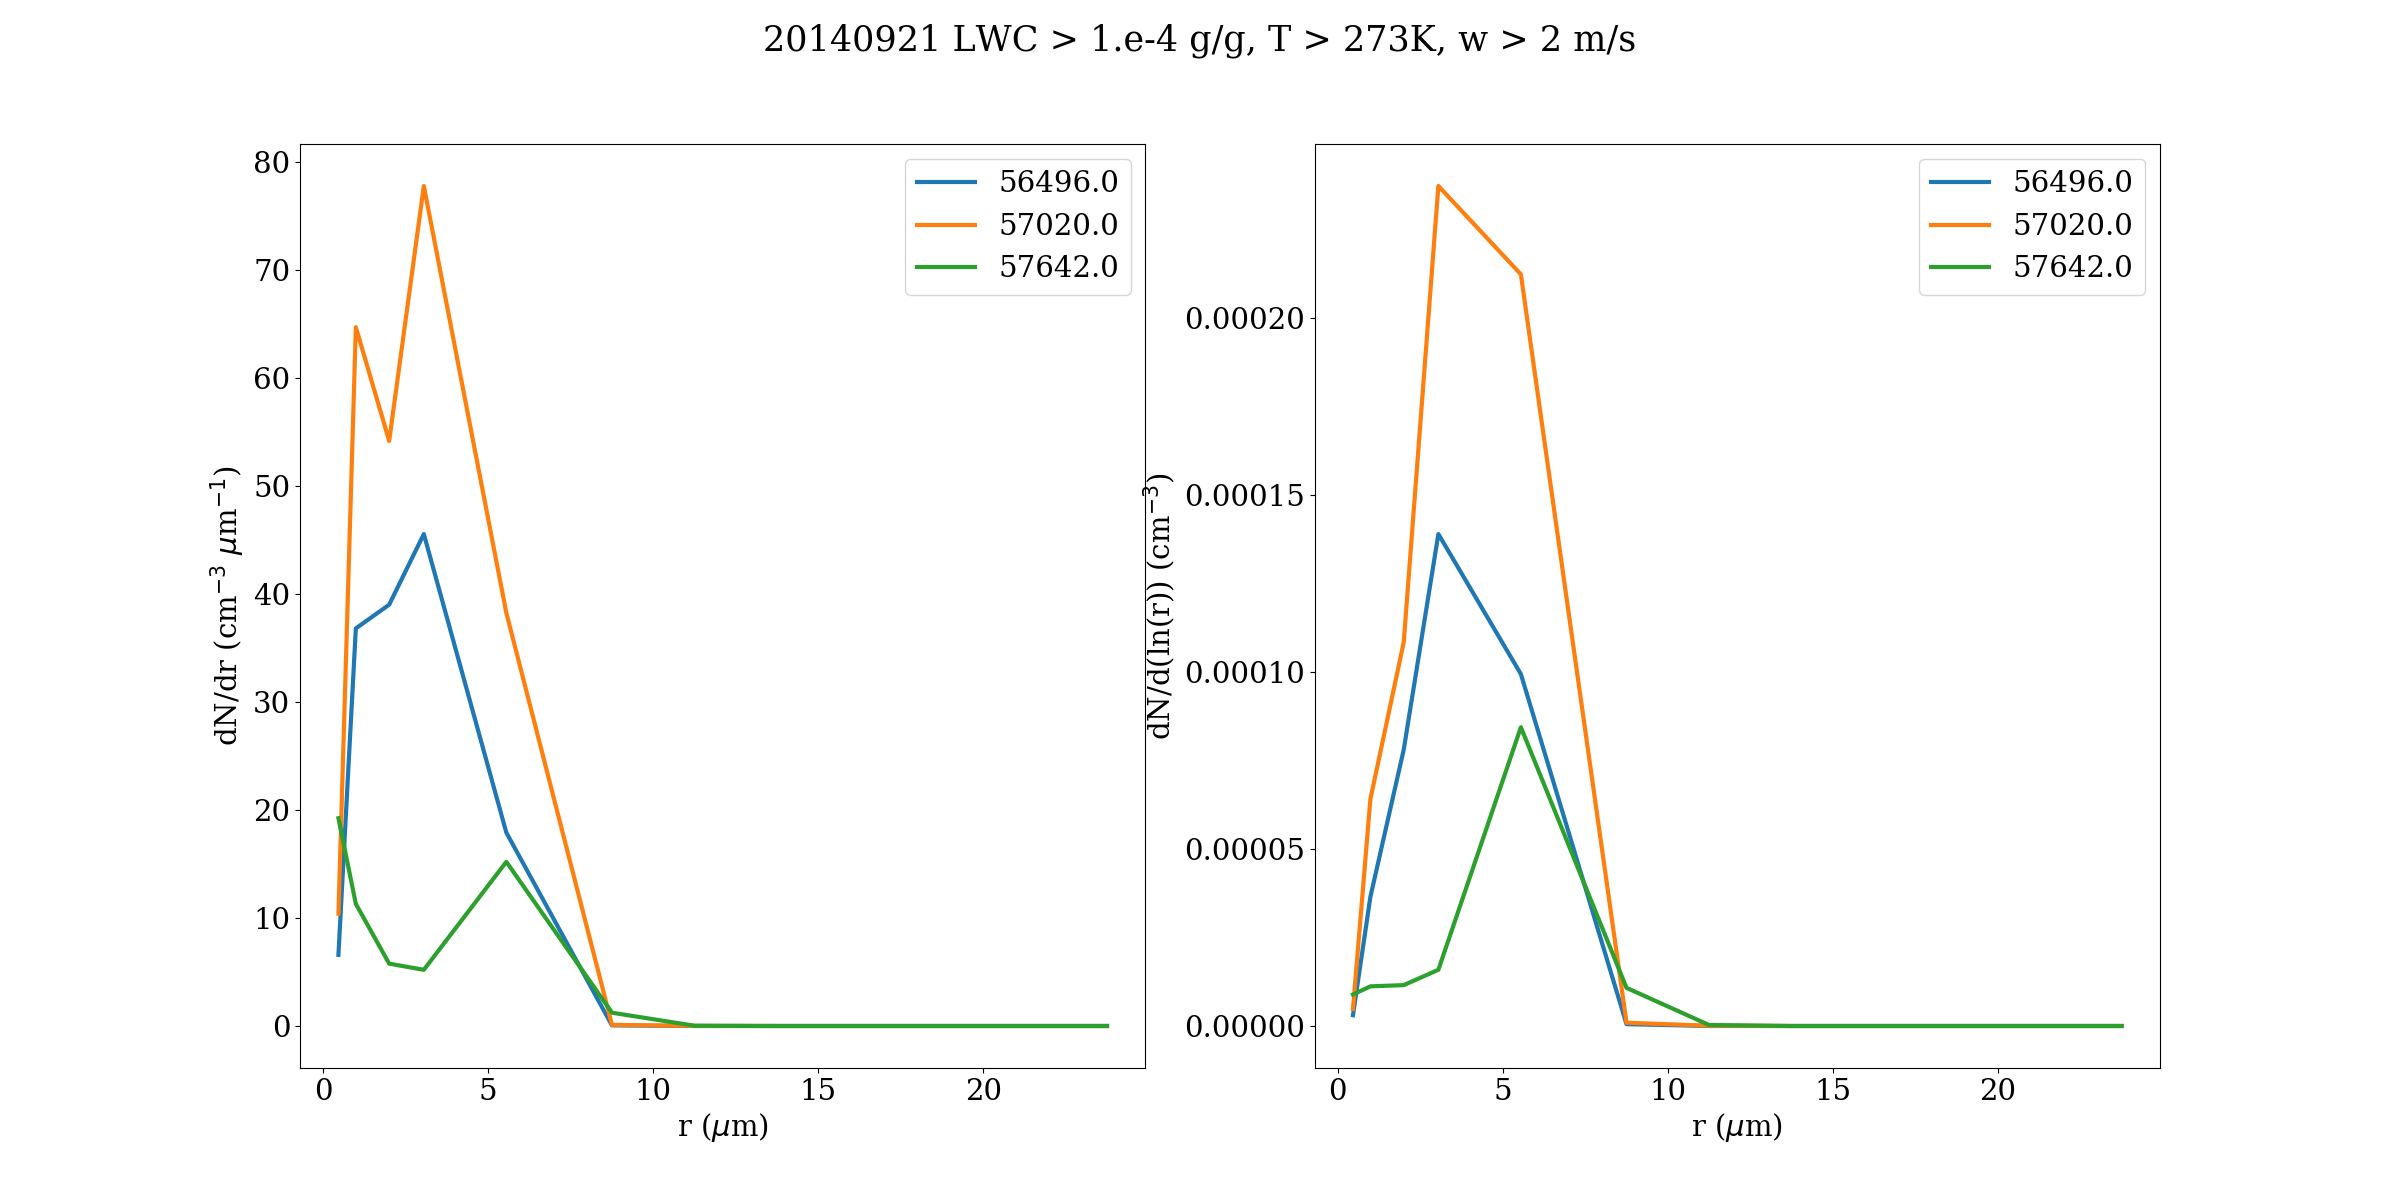 20140921 LWC > 1.e-4 g/g, T > 273K, w > 2 m/s
dN/dr (cm⁻³ μm⁻¹)
80
70
60
50
40
30
20
10
0
0 5 10 15 20
r (μm)
56496.0
57020.0
57642.0
dN/d(ln(r)) (cm⁻³)
0.00020
0.00015
0.00010
0.00005
0.00000
0 5 10 15 20
r (μm)
56496.0
57020.0
57642.0